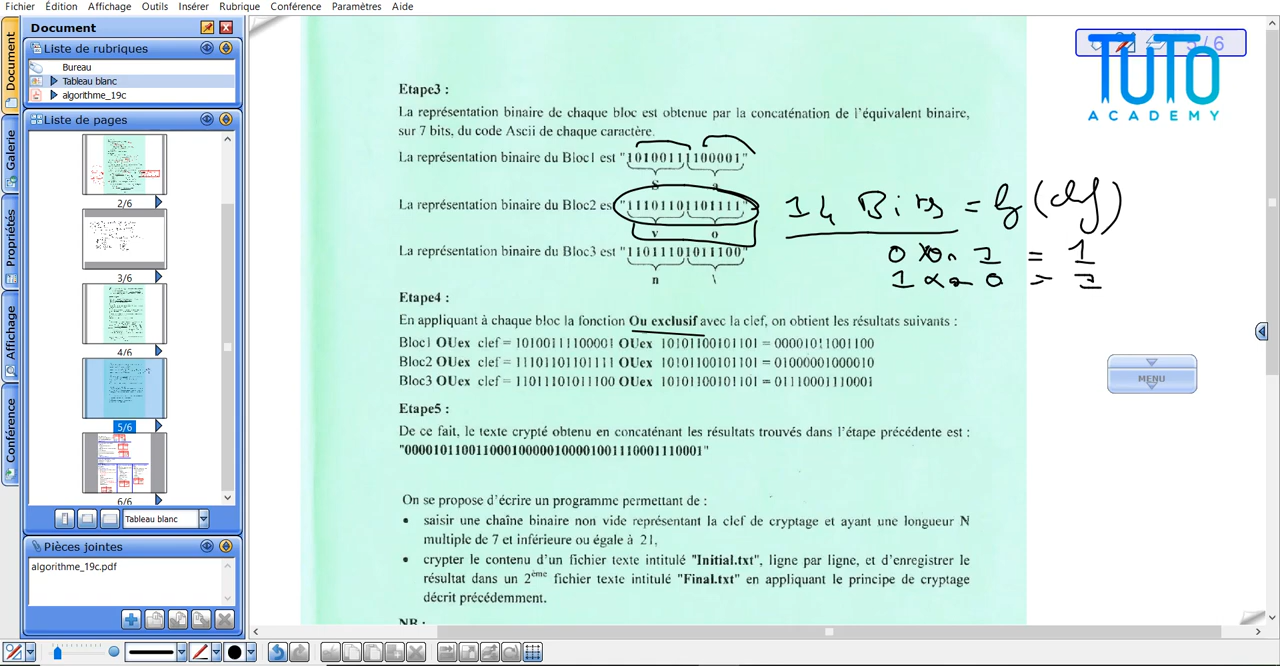 Fichier Édition Affichage Outils Insérer Rubrique Conférence Paramètres Aide
Document
Liste de rubriques
Bureau
Tableau blanc
algorithme_19c
Liste de pages
2/6
3/6
4/6
5/6
6/6
Tableau blanc
Pièces jointes
algorithme_19c.pdf
Document
Galerie
Propriétés
Affichage
Conférence
Etape3 :
La représentation binaire de chaque bloc est obtenue par la concaténation de l'équivalent binaire,
sur 7 bits, du code Ascii de chaque caractère.
La représentation binaire du Bloc1 est "10100111100001"
S a
La représentation binaire du Bloc2 es "11101101101111"
v o
La représentation binaire du Bloc3 est "11011101011100"
n \
14 Bits = (clef)
0 xor 1 = 1
1 xor 0 = 1
Etape4 :
En appliquant à chaque bloc la fonction Ou exclusif avec la clef, on obtient les résultats suivants :
Bloc1 OUex clef = 10100111100001 OUex 10101100101101 = 00001011001100
Bloc2 OUex clef = 11101101101111 OUex 10101100101101 = 01000001000010
Bloc3 OUex clef = 11011101011100 OUex 10101100101101 = 01110001110001
Etape5 :
De ce fait, le texte crypté obtenu en concaténant les résultats trouvés dans l'étape précédente est :
"000010110011000100000100001001110001110001"
On se propose d'écrire un programme permettant de :
• saisir une chaîne binaire non vide représentant la clef de cryptage et ayant une longueur N
multiple de 7 et inférieure ou égale à 21,
• crypter le contenu d'un fichier texte intitulé "Initial.txt", ligne par ligne, et d'enregistrer le
résultat dans un 2ème fichier texte intitulé "Final.txt" en appliquant le principe de cryptage
décrit précédemment.
NB :
5/6
TUTO
ACADEMY
MENU